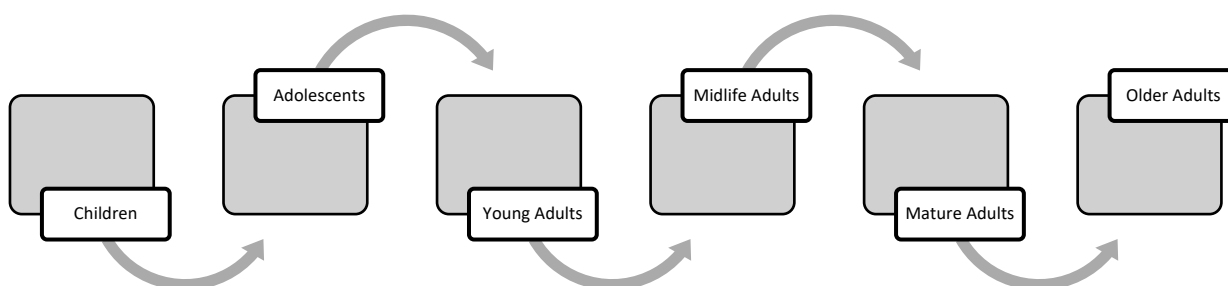 Children
Adolescents
Young Adults
Midlife Adults
Mature Adults
Older Adults